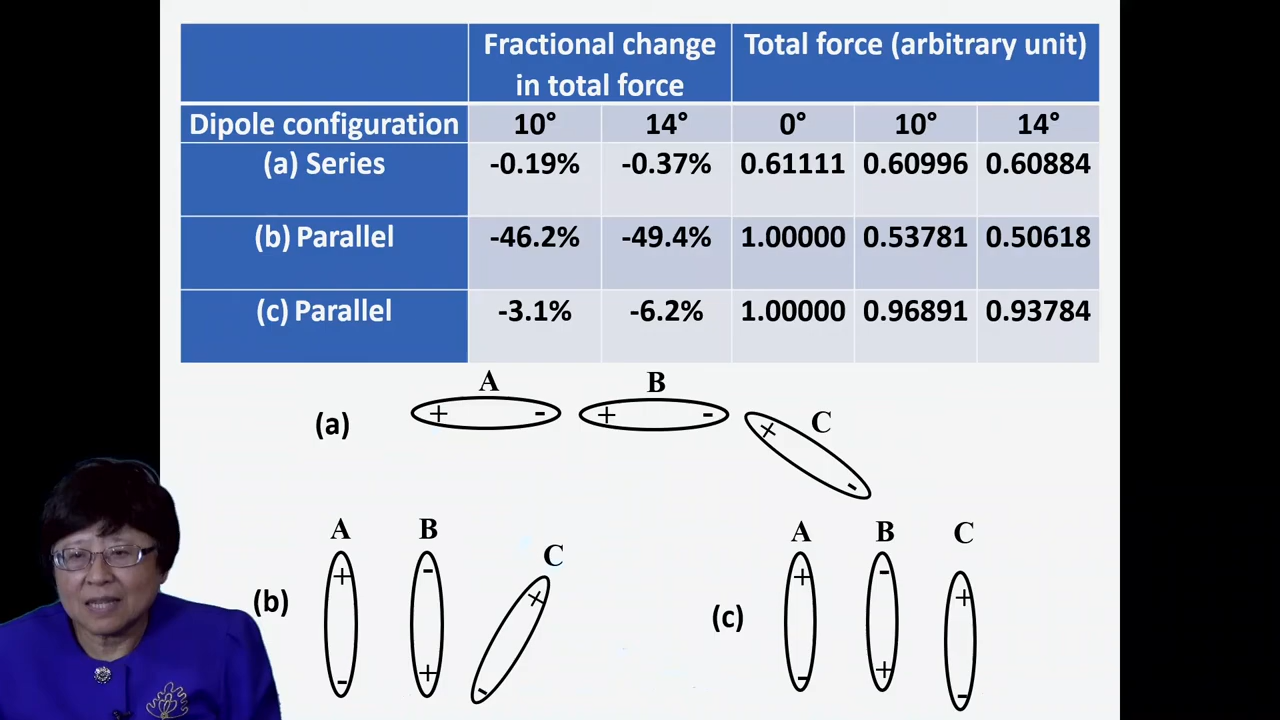 Fractional change Total force (arbitrary unit)
in total force
Dipole configuration 10° 14° 0° 10° 14°
(a) Series -0.19% -0.37% 0.61111 0.60996 0.60884
(b) Parallel -46.2% -49.4% 1.00000 0.53781 0.50618
(c) Parallel -3.1% -6.2% 1.00000 0.96891 0.93784
(a)
A B C
+ - + - + -
(b)
A B C
+ - +
- + -
(c)
A B C
+ - +
- + -